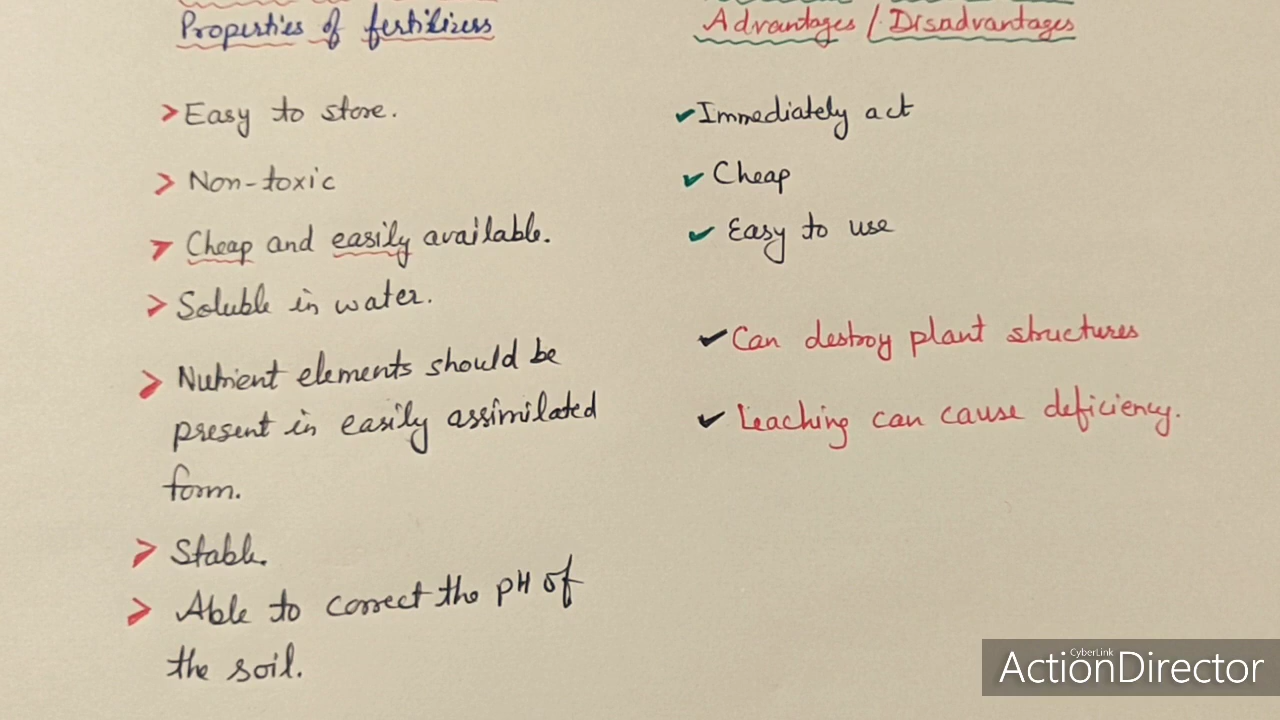 Properties of fertilizers
Easy to store.
Non-toxic
Cheap and easily available.
Soluble in water.
Nutrient elements should be
present in easily assimilated
form.
Stable.
Able to correct the pH of
the soil.
Advantages / Disadvantages
Immediately act
Cheap
Easy to use
Can destroy plant structures
Leaching can cause deficiency.
CyberLink
ActionDirector